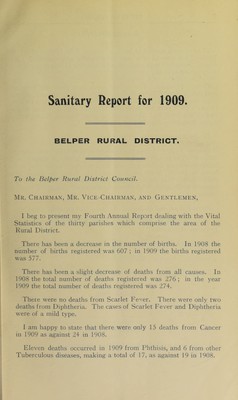 Sanitary Report for 1909.
BELPER RURAL DISTRICT.
To the Belper Rural District Council.
MR. CHAIRMAN, MR. VICE-CHAIRMAN, AND GENTLEMEN,
I beg to present my Fourth Annual Report dealing with the Vital
Statistics of the thirty parishes which comprise the area of the
Rural District.
There has been a decrease in the number of births. In 1908 the
number of births registered was 607; in 1909 the births registered
was 577.
There has been a slight decrease of deaths from all causes. In
1908 the total number of deaths registered was 276; in the year
1909 the total number of deaths registered was 274.
There were no deaths from Scarlet Fever. There were only two
deaths from Diphtheria. The cases of Scarlet Fever and Diphtheria
were of a mild type.
I am happy to state that there were only 15 deaths from Cancer
in 1909 as against 24 in 1908.
Eleven deaths occurred in 1909 from Phthisis, and 6 from other
Tuberculous diseases, making a total of 17, as against 19 in 1908.